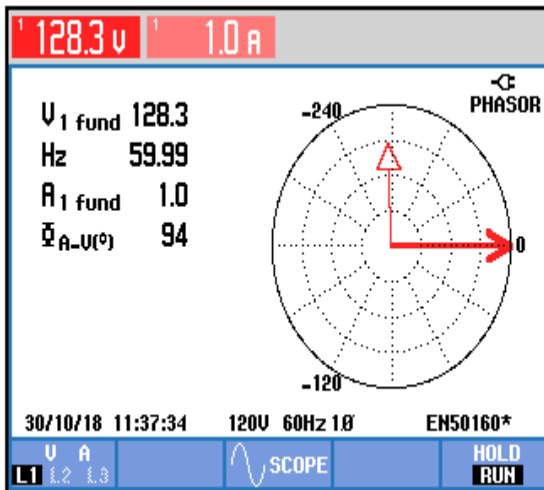 1 128.3 V 1 1.0 A
PHASOR
-240
V1 fund 128.3
Hz 59.99
A1 fund 1.0
Φ A-V(°) 94
0
-120
30/10/18 11:37:34 120V 60Hz 1Ø EN50160*
V A HOLD
L1 L2 L3 SCOPE RUN